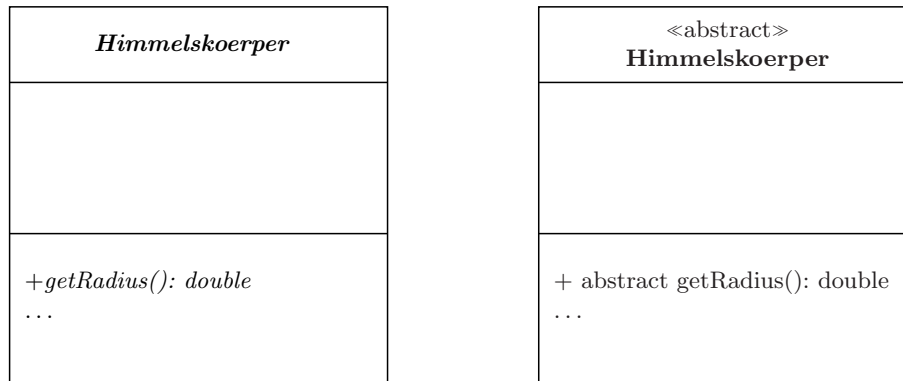 Himmelskoerper
+getRadius(): double
...
≪abstract≫
Himmelskoerper
+ abstract getRadius(): double
...